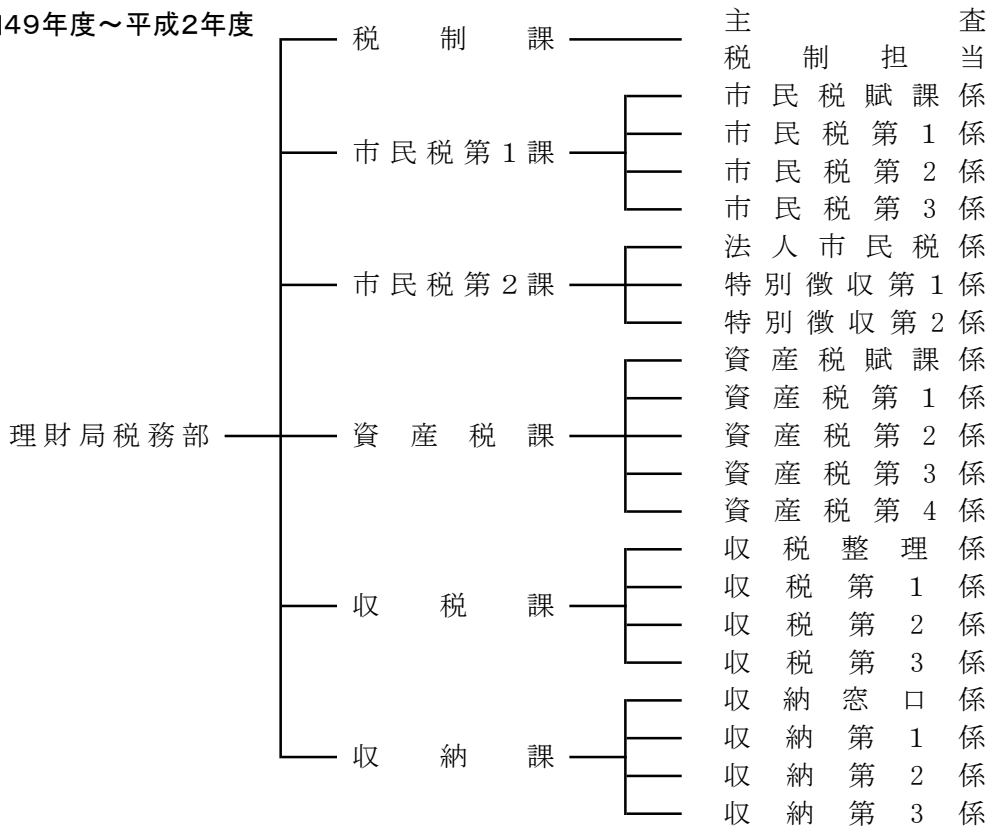 49年度～平成2年度
主査
税制課
税制担当
市民税賦課係
市民税第1係
市民税第1課
市民税第2係
市民税第3係
法人市民税係
市民税第2課
特別徴収第1係
特別徴収第2係
資産税賦課係
資産税第1係
理財局税務部
資産税課
資産税第2係
資産税第3係
資産税第4係
収税整理係
収税第1係
収税課
収税第2係
収税第3係
収納窓口係
収納第1係
収納課
収納第2係
収納第3係